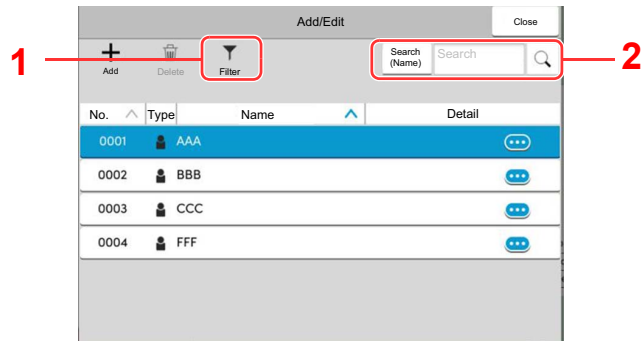 Add/Edit
Close
1
Add
Delete
Filter
Search (Name)
Search
2
No.
Type
Name
Detail
0001 AAA
0002 BBB
0003 CCC
0004 FFF